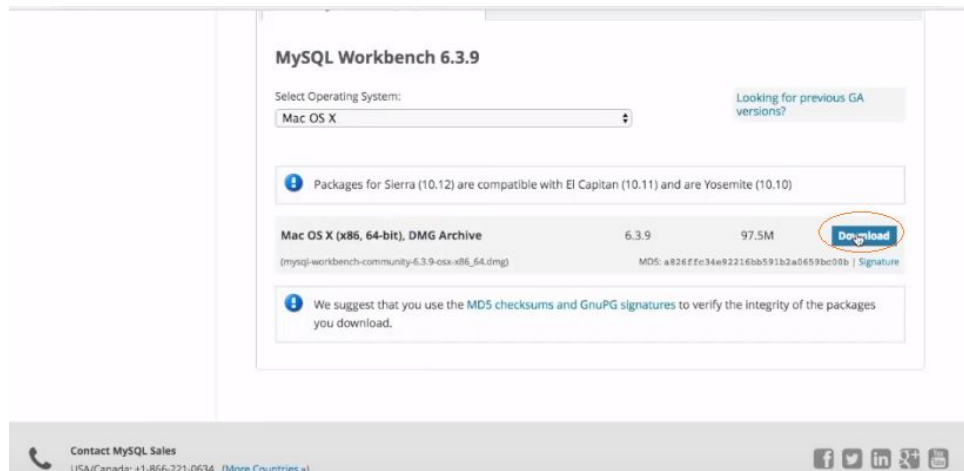 MySQL Workbench 6.3.9
Select Operating System:
Mac OS X
Looking for previous GA
versions?
Packages for Sierra (10.12) are compatible with El Capitan (10.11) and are Yosemite (10.10)
Mac OS X (x86, 64-bit), DMG Archive 6.3.9 97.5M Download
(mysql-workbench-community-6.3.9-osx-x86_64.dmg) MD5: a826ffc34e92216bb591b2a0659bc00b | Signature
We suggest that you use the MD5 checksums and GnuPG signatures to verify the integrity of the packages
you download.
Contact MySQL Sales
USA/Canada: +1-866-221-0634 (More Countries »)